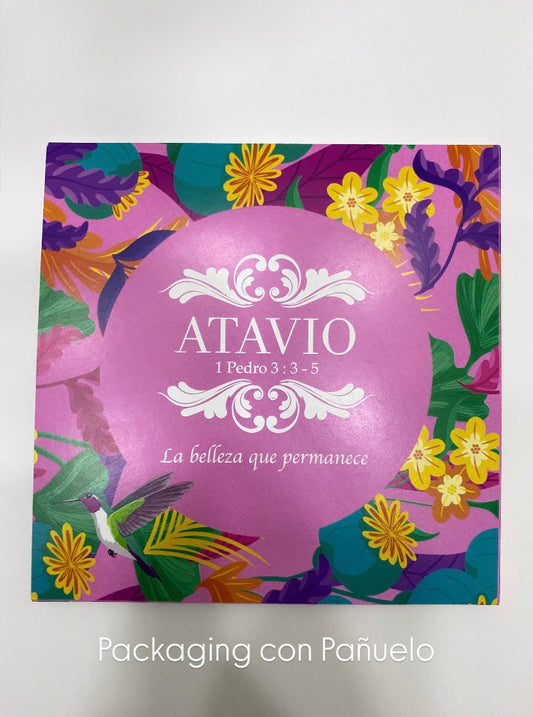 ATAVIO
1 Pedro 3 : 3 - 5
La belleza que permanece
Packaging con Pañuelo